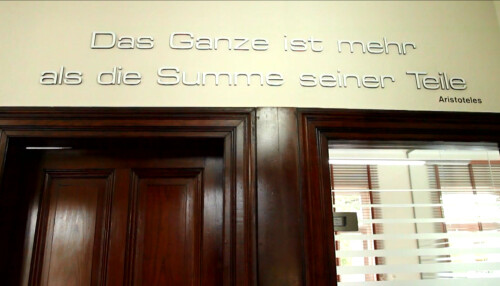 Das Ganze ist mehr
als die Summe seiner Teile
Aristoteles